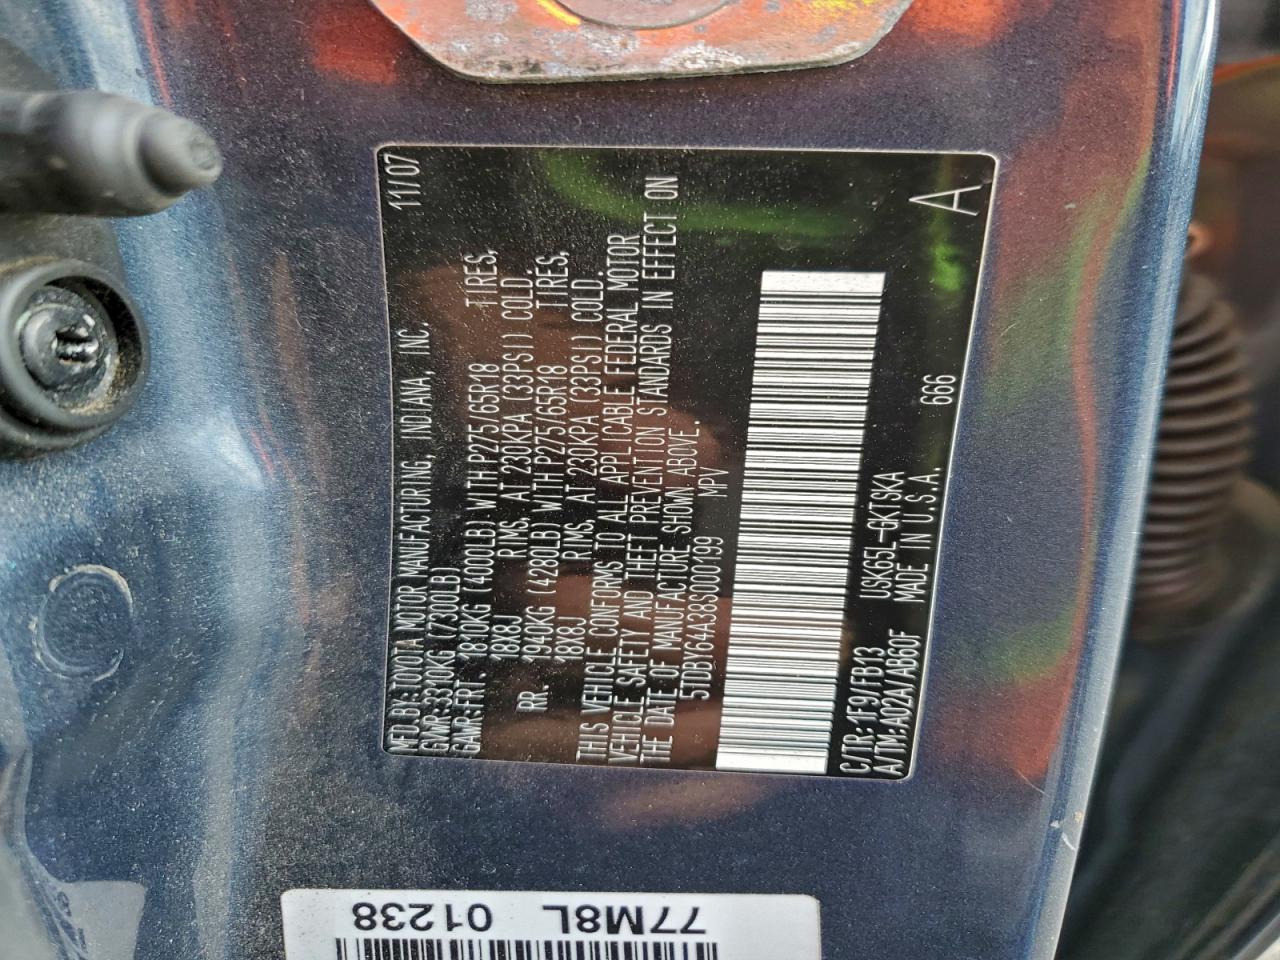 MFD.BY:TOYOTA MOTOR MANUFACTURING, INDIANA, INC. 11/07
GVWR:3310KG (7300LB)
GAWR:FRT. 1810KG (4000LB) WITH P275/65R18 TIRES,
18X8J RIMS, AT 230KPA (33PSI) COLD.
RR. 1940KG (4280LB) WITH P275/65R18 TIRES,
18X8J RIMS, AT 230KPA (33PSI) COLD.
THIS VEHICLE CONFORMS TO ALL APPLICABLE FEDERAL MOTOR
VEHICLE SAFETY AND THEFT PREVENTION STANDARDS IN EFFECT ON
THE DATE OF MANUFACTURE SHOWN ABOVE.
5TDBY64A38S000199 MPV
C/TR:1F9/FB13 USK65L-GKTSKA
A/TM:A02A/AB60F MADE IN U.S.A. 666 A
77M8L 01238